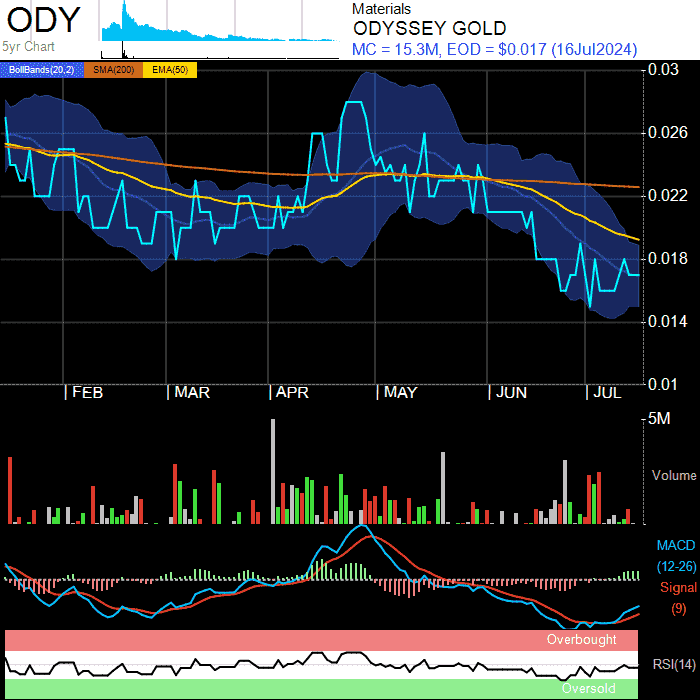 ODY
5yr Chart
Materials
ODYSSEY GOLD
MC = 15.3M, EOD = $0.017 (16Jul2024)
BollBands(20,2) SMA(200) EMA(50)
0.03
0.026
0.022
0.018
0.014
0.01
FEB MAR APR MAY JUN JUL
5M
Volume
MACD
(12-26)
Signal
(9)
Overbought
RSI(14)
Oversold